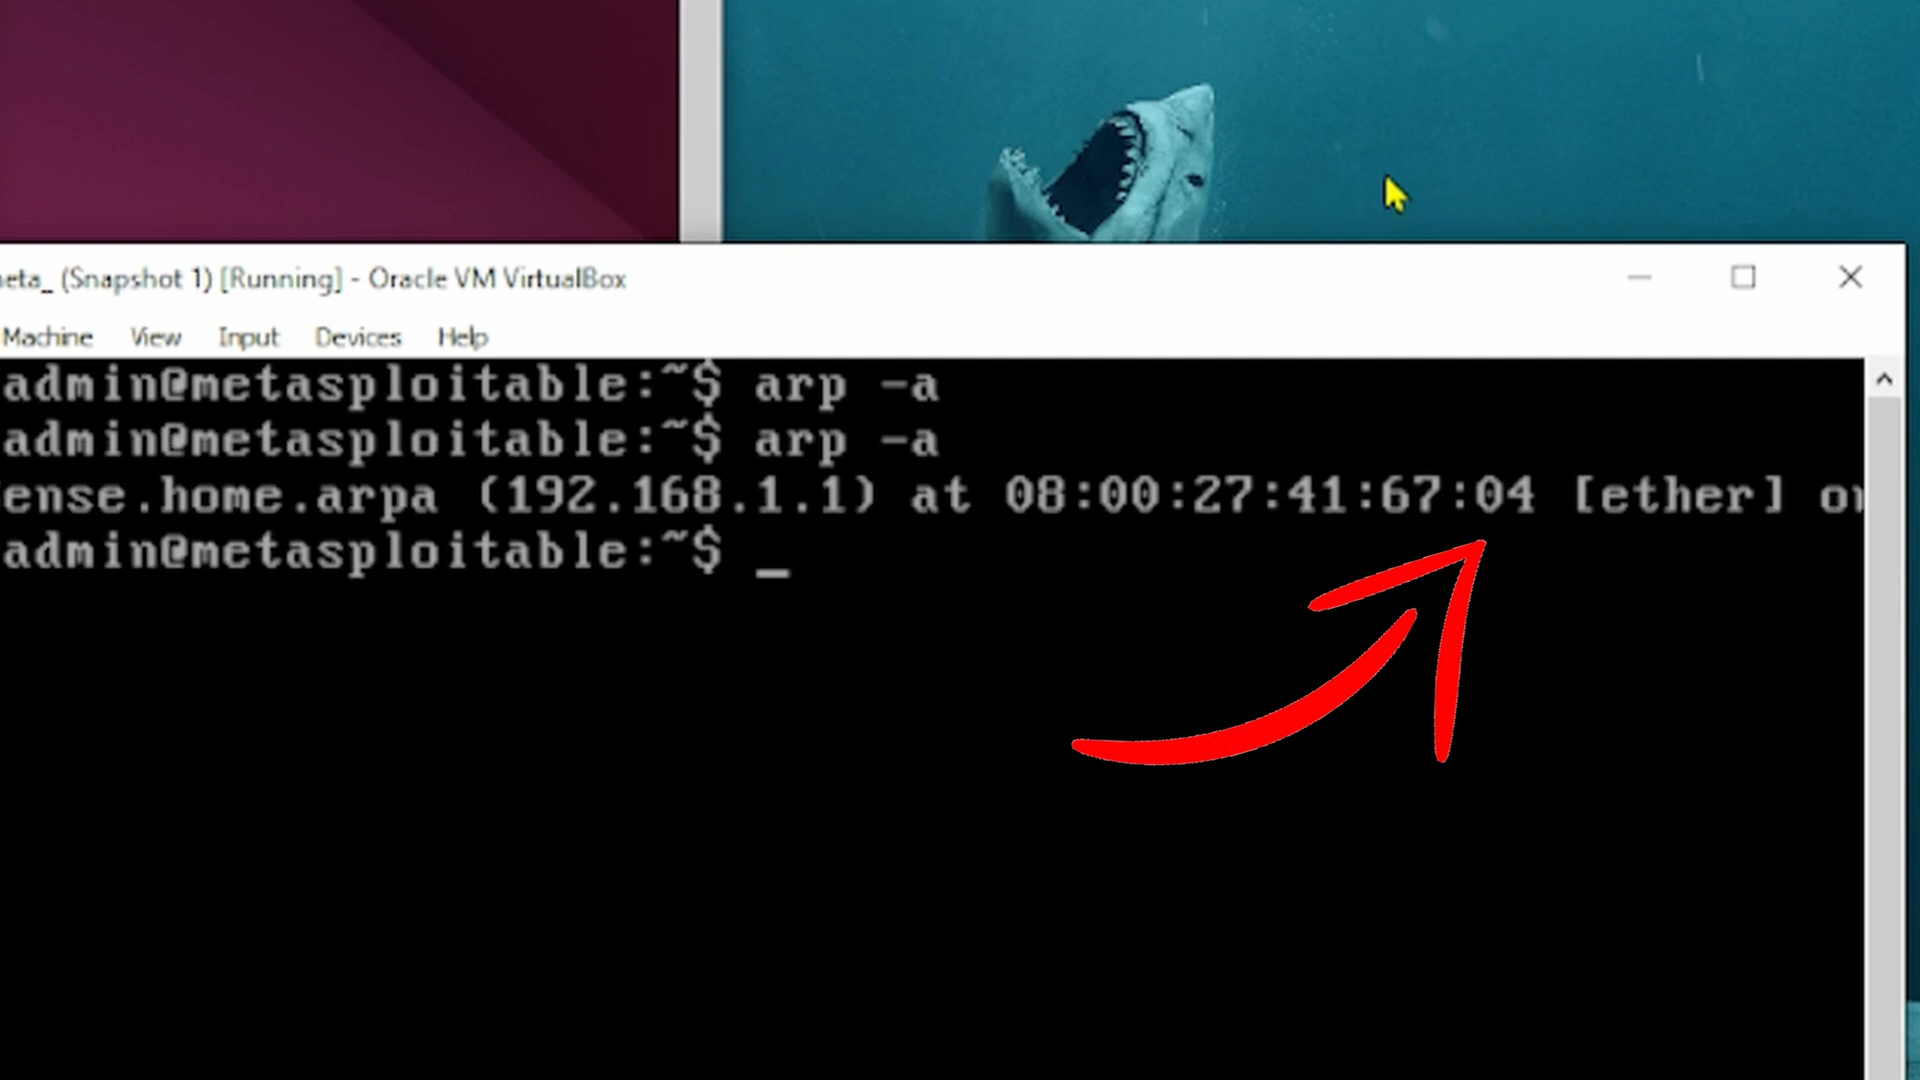 (Snapshot 1) [Running] - Oracle VM VirtualBox
Machine View Input Devices Help
admin@metasploitable:~$ arp -a
admin@metasploitable:~$ arp -a
ense.home.arpa (192.168.1.1) at 08:00:27:41:67:04 [ether] on
admin@metasploitable:~$ _